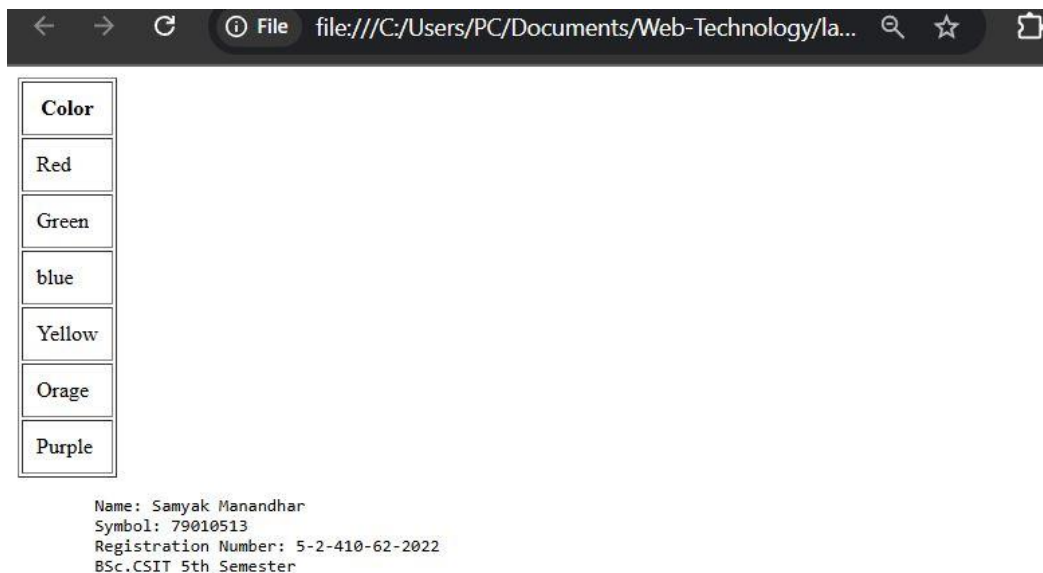 File file:///C:/Users/PC/Documents/Web-Technology/la...
Color
Red
Green
blue
Yellow
Orage
Purple
Name: Samyak Manandhar
Symbol: 79010513
Registration Number: 5-2-410-62-2022
BSc.CSIT 5th Semester